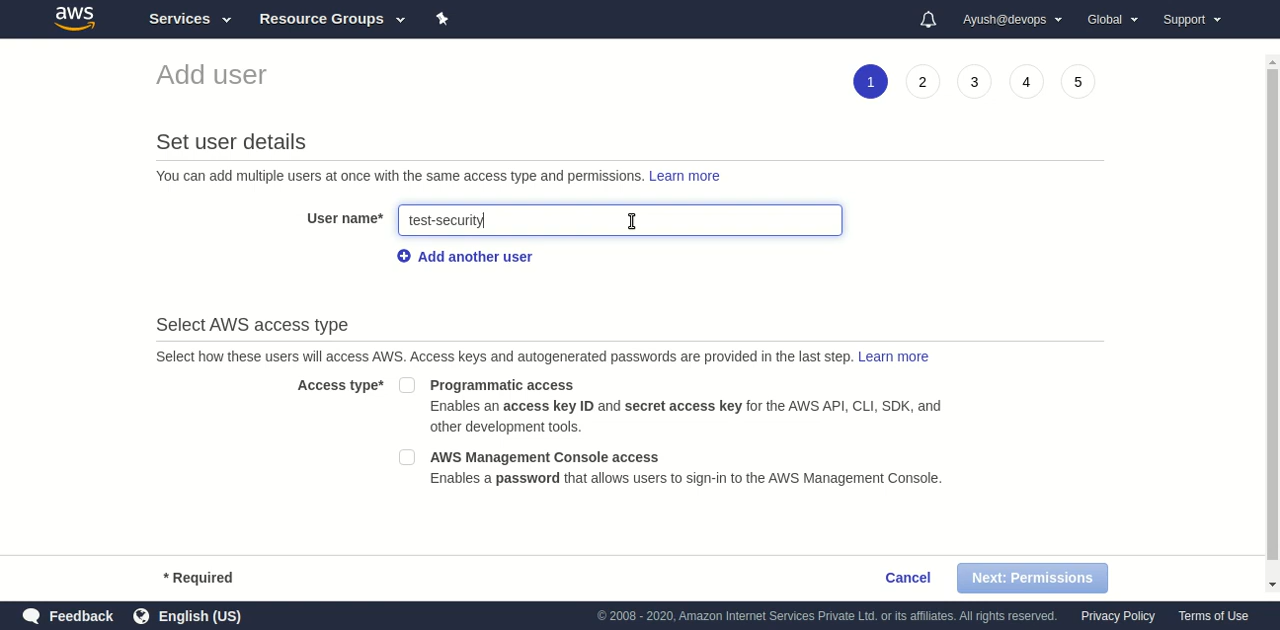 aws Services Resource Groups Ayush@devops Global Support
Add user 1 2 3 4 5
Set user details
You can add multiple users at once with the same access type and permissions. Learn more
User name* test-security
Add another user
Select AWS access type
Select how these users will access AWS. Access keys and autogenerated passwords are provided in the last step. Learn more
Access type* Programmatic access
Enables an access key ID and secret access key for the AWS API, CLI, SDK, and
other development tools.
AWS Management Console access
Enables a password that allows users to sign-in to the AWS Management Console.
* Required Cancel Next: Permissions
Feedback English (US) © 2008 - 2020, Amazon Internet Services Private Ltd. or its affiliates. All rights reserved. Privacy Policy Terms of Use